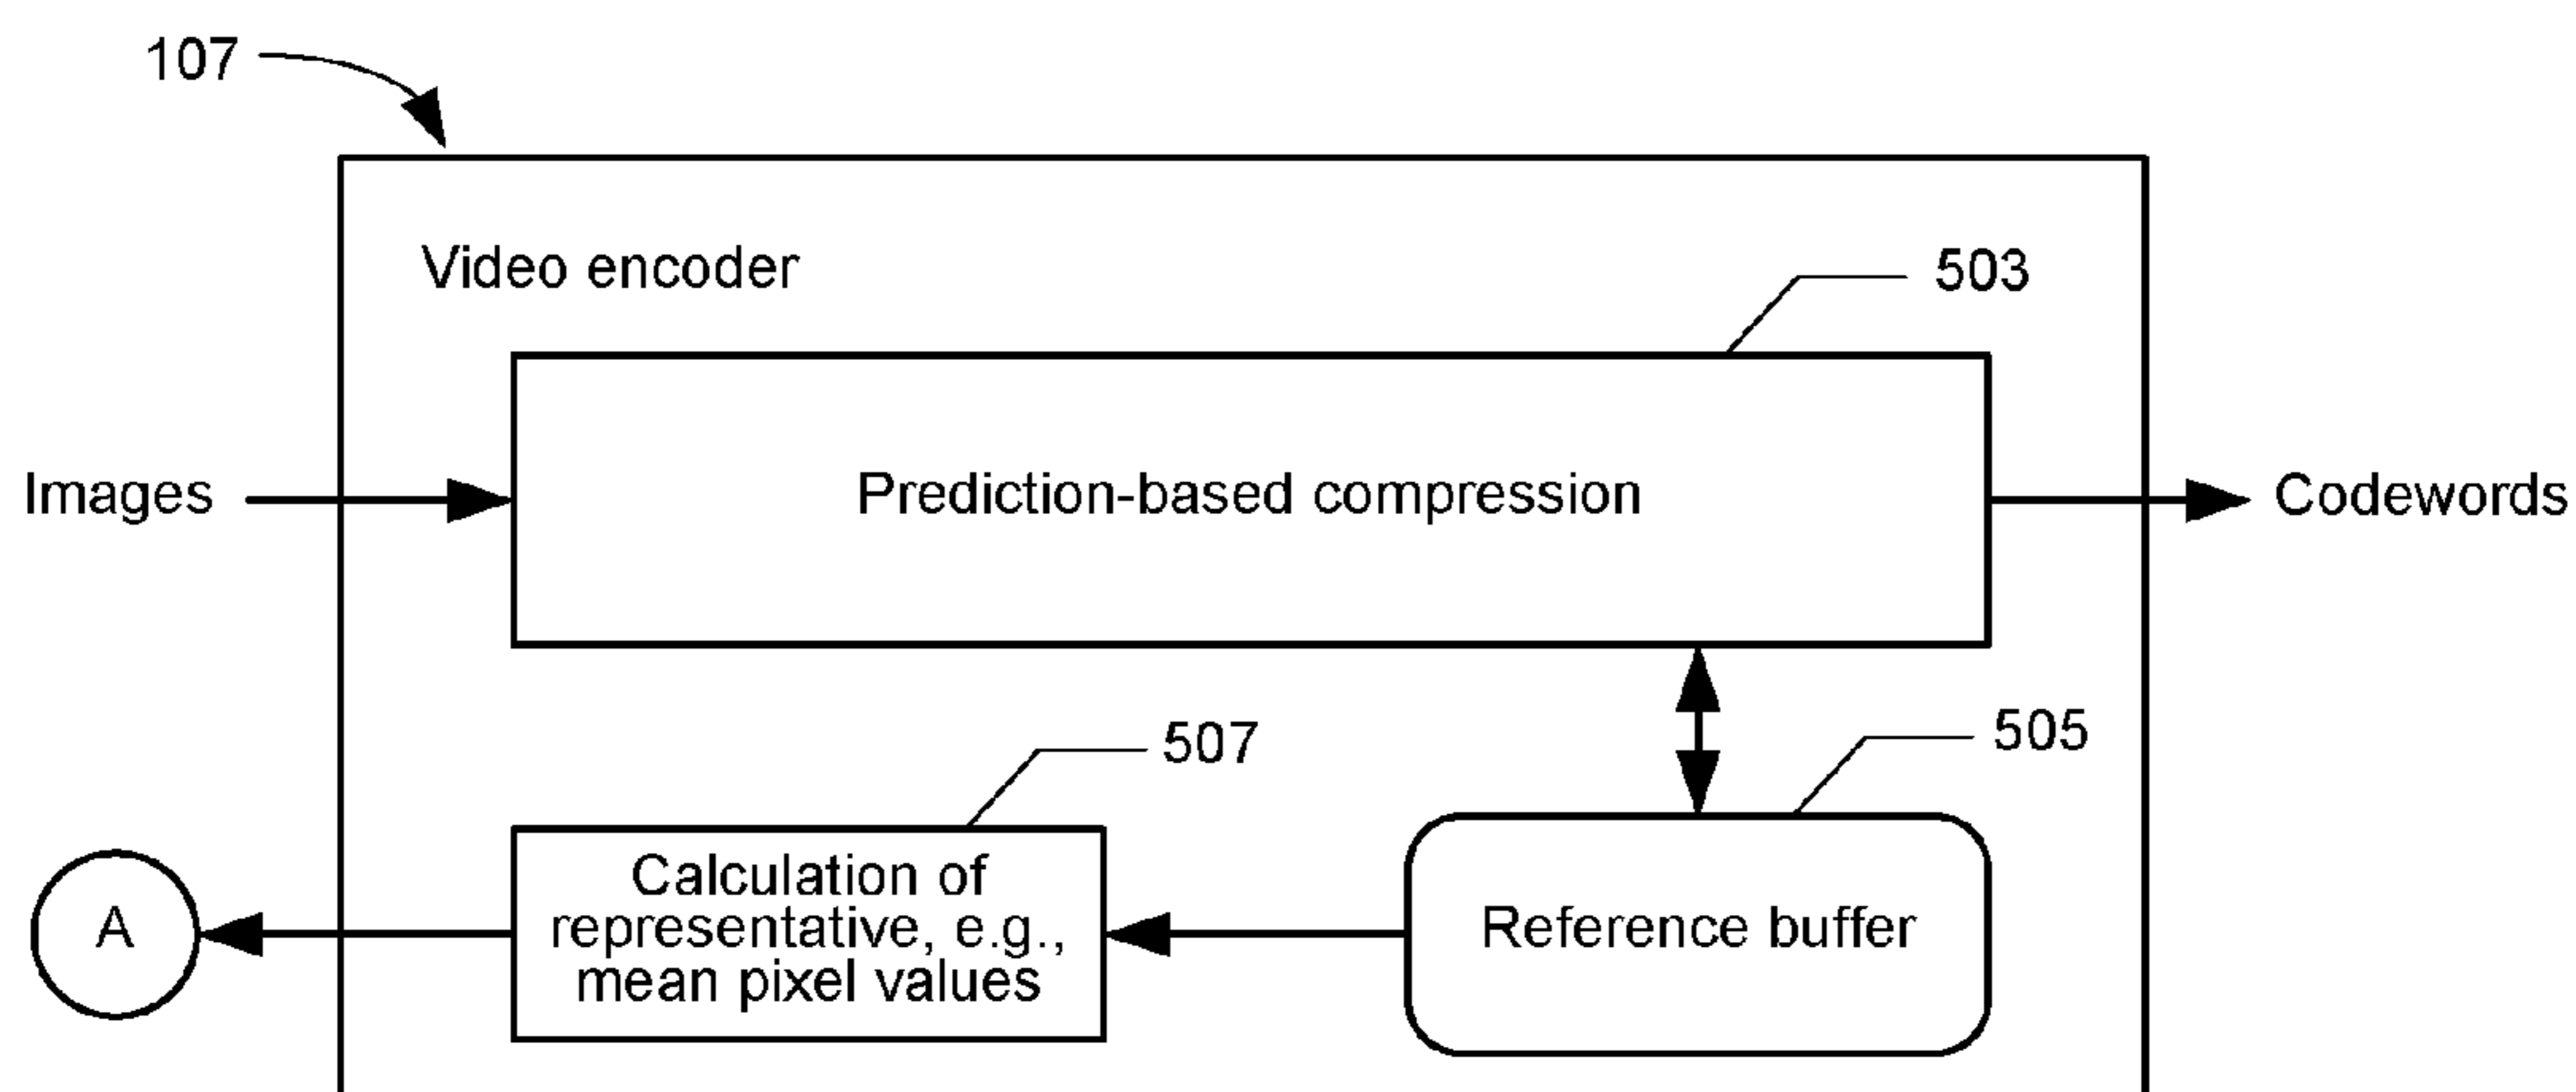 107
Video encoder
503
Images
Prediction-based compression
Codewords
507
505
A
Calculation of
representative, e.g.,
mean pixel values
Reference buffer